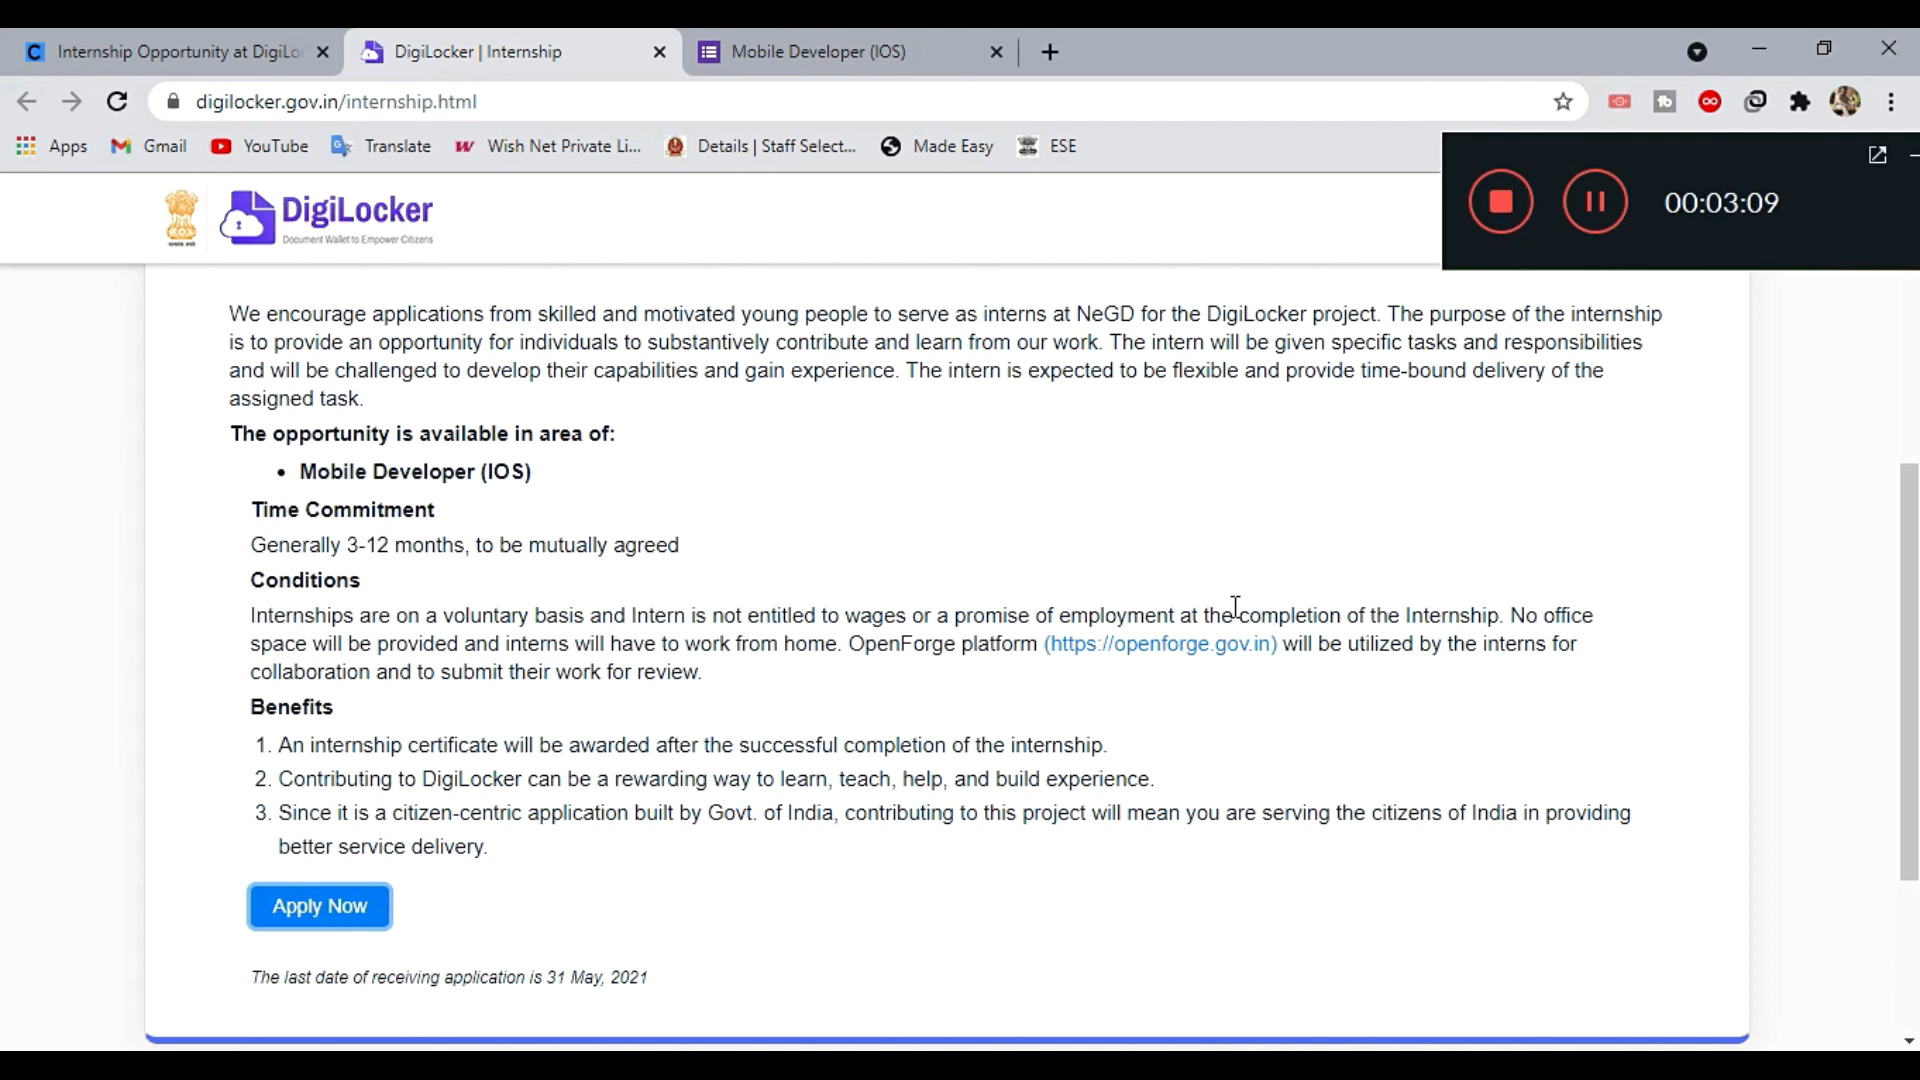 Internship Opportunity at DigiLo
DigiLocker | Internship
Mobile Developer (IOS)
digilocker.gov.in/internship.html
Apps
Gmail
YouTube
Translate
Wish Net Private Li...
Details | Staff Select...
Made Easy
ESE
00:03:09
DigiLocker
Document Wallet to Empower Citizens
We encourage applications from skilled and motivated young people to serve as interns at NeGD for the DigiLocker project. The purpose of the internship
is to provide an opportunity for individuals to substantively contribute and learn from our work. The intern will be given specific tasks and responsibilities
and will be challenged to develop their capabilities and gain experience. The intern is expected to be flexible and provide time-bound delivery of the
assigned task.
The opportunity is available in area of:
• Mobile Developer (IOS)
Time Commitment
Generally 3-12 months, to be mutually agreed
Conditions
Internships are on a voluntary basis and Intern is not entitled to wages or a promise of employment at the completion of the Internship. No office
space will be provided and interns will have to work from home. OpenForge platform (https://openforge.gov.in) will be utilized by the interns for
collaboration and to submit their work for review.
Benefits
1. An internship certificate will be awarded after the successful completion of the internship.
2. Contributing to DigiLocker can be a rewarding way to learn, teach, help, and build experience.
3. Since it is a citizen-centric application built by Govt. of India, contributing to this project will mean you are serving the citizens of India in providing
better service delivery.
Apply Now
The last date of receiving application is 31 May, 2021